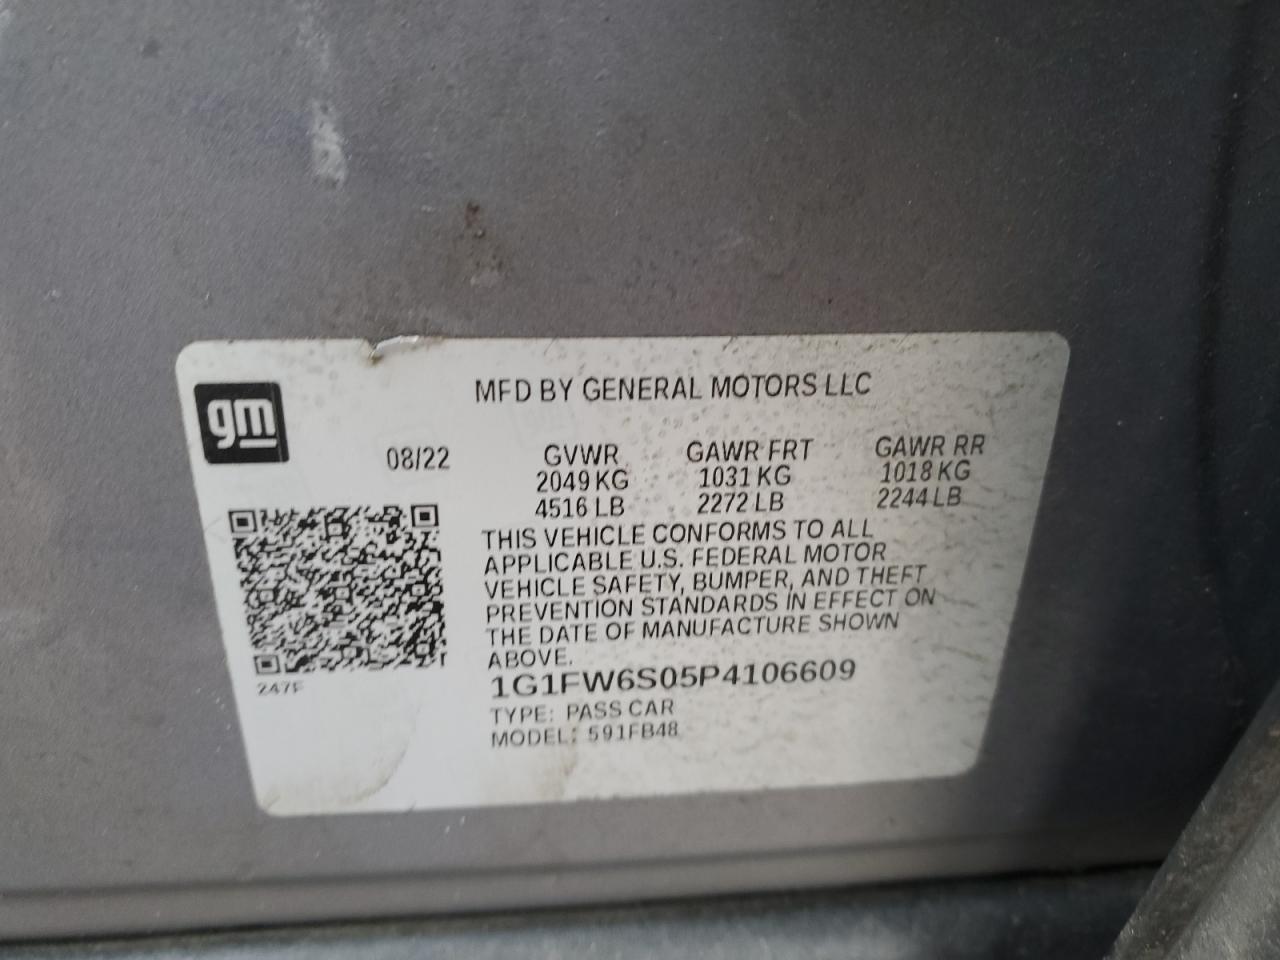 gm
MFD BY GENERAL MOTORS LLC
08/22 GVWR GAWR FRT GAWR RR
2049 KG 1031 KG 1018 KG
4516 LB 2272 LB 2244 LB
THIS VEHICLE CONFORMS TO ALL
APPLICABLE U.S. FEDERAL MOTOR
VEHICLE SAFETY, BUMPER, AND THEFT
PREVENTION STANDARDS IN EFFECT ON
THE DATE OF MANUFACTURE SHOWN
ABOVE.
1G1FW6S05P4106609
TYPE: PASS CAR
MODEL: 591FB48
247F